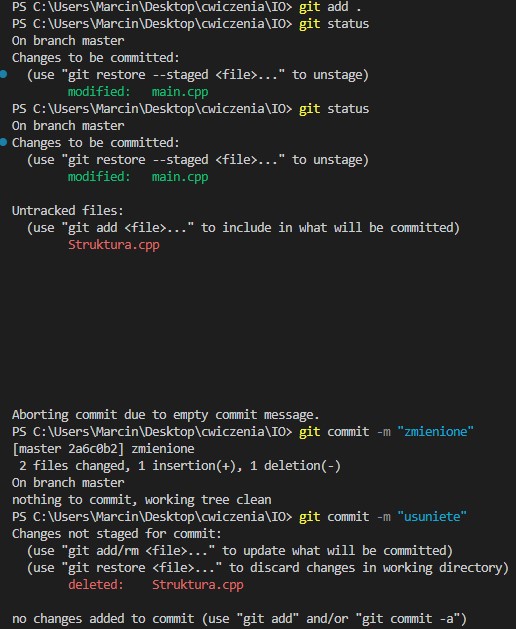 PS C:\Users\Marcin\Desktop\cwiczenia\IO> git add .
PS C:\Users\Marcin\Desktop\cwiczenia\IO> git status
On branch master
Changes to be committed:
  (use "git restore --staged <file>..." to unstage)
        modified:   main.cpp
PS C:\Users\Marcin\Desktop\cwiczenia\IO> git status
On branch master
Changes to be committed:
  (use "git restore --staged <file>..." to unstage)
        modified:   main.cpp

Untracked files:
  (use "git add <file>..." to include in what will be committed)
        Struktura.cpp

Aborting commit due to empty commit message.
PS C:\Users\Marcin\Desktop\cwiczenia\IO> git commit -m "zmienione"
[master 2a6c0b2] zmienione
 2 files changed, 1 insertion(+), 1 deletion(-)
On branch master
nothing to commit, working tree clean
PS C:\Users\Marcin\Desktop\cwiczenia\IO> git commit -m "usuniete"
Changes not staged for commit:
  (use "git add/rm <file>..." to update what will be committed)
  (use "git restore <file>..." to discard changes in working directory)
        deleted:    Struktura.cpp

no changes added to commit (use "git add" and/or "git commit -a")